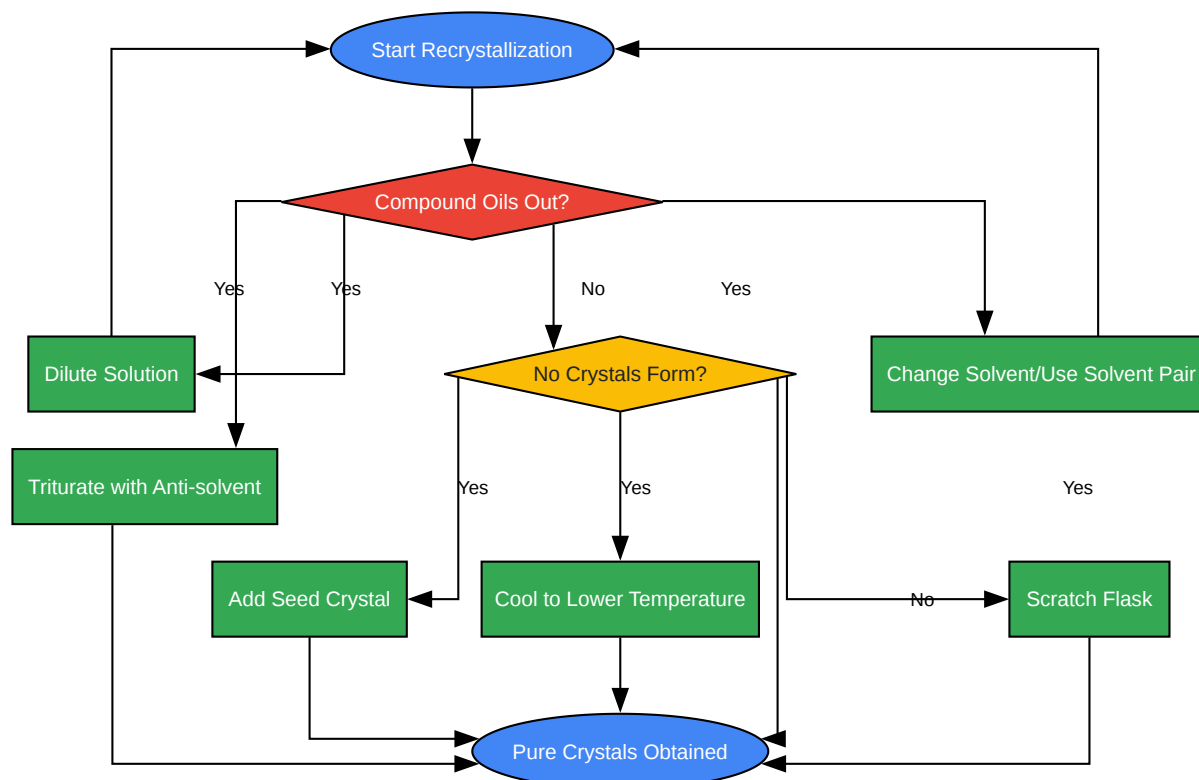 Start Recrystallization
Compound Oils Out?
Yes
Yes
No
Yes
Dilute Solution
No Crystals Form?
Change Solvent/Use Solvent Pair
Triturate with Anti-solvent
Yes
Yes
Yes
Add Seed Crystal
Cool to Lower Temperature
No
Scratch Flask
Pure Crystals Obtained